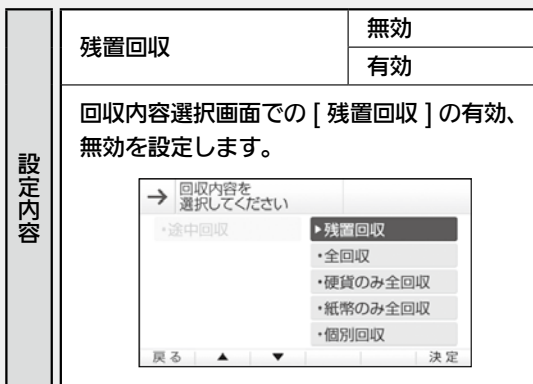 設定内容
残置回収
無効
有効
回収内容選択画面での [ 残置回収 ] の有効、
無効を設定します。
→ 回収内容を
選択してください
・途中回収
▶残置回収
・全回収
・硬貨のみ全回収
・紙幣のみ全回収
・個別回収
戻る ▲ ▼ 決定